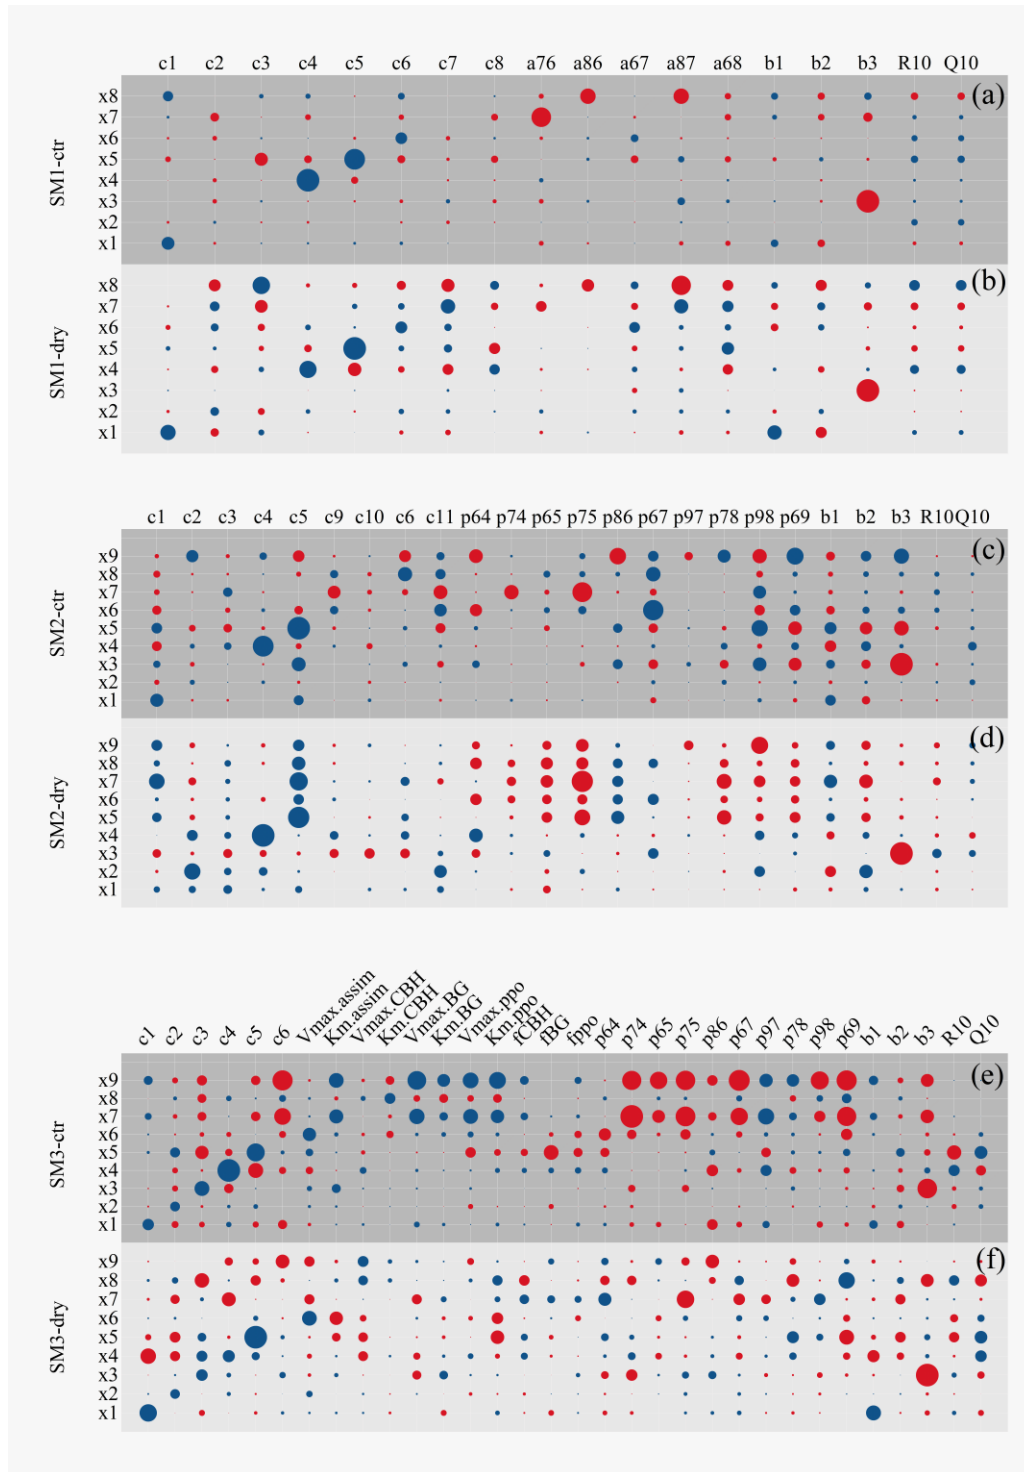 c1 c2 c3 c4 c5 c6 c7 c8 a76 a86 a67 a87 a68 b1 b2 b3 R10 Q10
(a)
SM1-ctr
x8
x7
x6
x5
x4
x3
x2
x1
(b)
SM1-dry
x8
x7
x6
x5
x4
x3
x2
x1
c1 c2 c3 c4 c5 c9 c10 c6 c11 p64 p74 p65 p75 p86 p67 p97 p78 p98 p69 b1 b2 b3 R10 Q10
(c)
SM2-ctr
x9
x8
x7
x6
x5
x4
x3
x2
x1
(d)
SM2-dry
x9
x8
x7
x6
x5
x4
x3
x2
x1
c1 c2 c3 c4 c5 c6 Vmax.assim Km.assim Vmax.CBH Km.CBH Vmax.BG Km.BG Vmax.ppo Km.ppo fCBH fBG fppo p64 p74 p65 p75 p86 p67 p97 p78 p98 p69 b1 b2 b3 R10 Q10
(e)
SM3-ctr
x9
x8
x7
x6
x5
x4
x3
x2
x1
(f)
SM3-dry
x9
x8
x7
x6
x5
x4
x3
x2
x1